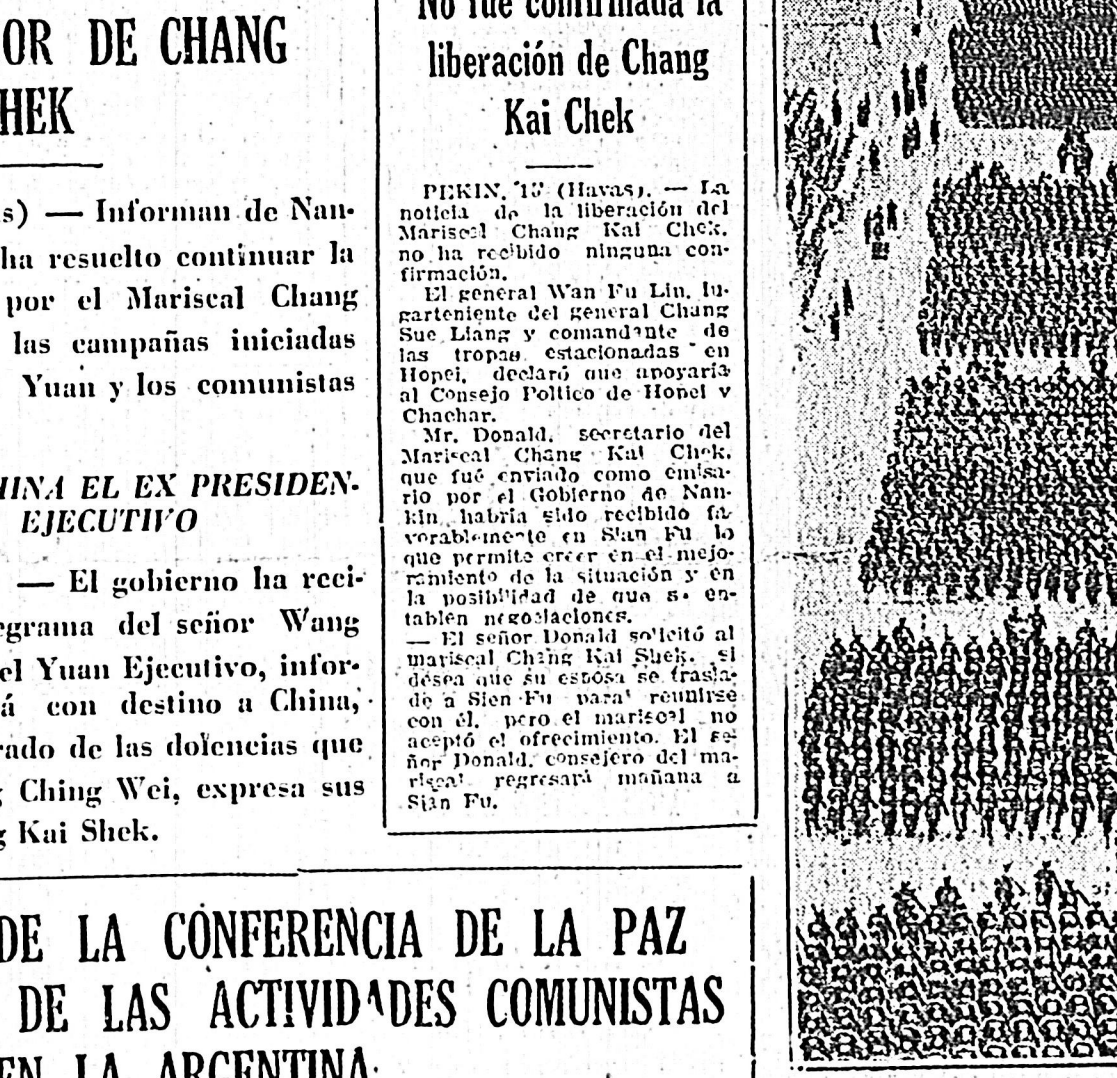 OR DE CHANG
HEK
s) — Informan de Nan-
ha resuelto continuar la
por el Mariscal Chang
las campañas iniciadas
Yuan y los comunistas
INA EL EX PRESIDEN-
EJECUTIVO
— El gobierno ha reci-
egrama del señor Wang
el Yuan Ejecutivo, infor-
á con destino a China,
rado de las dolencias que
Ching Wei, expresa sus
g Kai Shek.
No fue confirmada la
liberación de Chang
Kai Chek
PEKIN, (Havas). — La
noticia de la liberación del
Mariscal Chang Kai Chek,
no ha recibido ninguna con-
firmación.
El general Wan Fu Lin, lu-
garteniente del general Chang
Sue Liang y comandante de
las tropas estacionadas en
Hopei, declaró que apoyaría
al Consejo Poltico de Hopei y
Chachar.
Mr. Donald, secretario del
Mariscal Chang Kai Chek,
que fué enviado como emisa-
rio por el Gobierno de Nan-
kin, habría sido recibido fa-
vorablemente en Sian Fu, lo
que permite creer en el mejo-
ramiento de la situación y en
la posibilidad de que se en-
tablen negociaciones.
— El señor Donald solicitó al
mariscal Chang Kai Shek, si
desea que su esposa se trasla-
de a Sien Fu para reunirse
con él, pero el mariscal no
aceptó el ofrecimiento. El se-
ñor Donald, consejero del ma-
riscal regresará mañana a
Sian Fu.
DE LA CONFERENCIA DE LA PAZ
DE LAS ACTIVIDADES COMUNISTAS
EN LA ARGENTINA